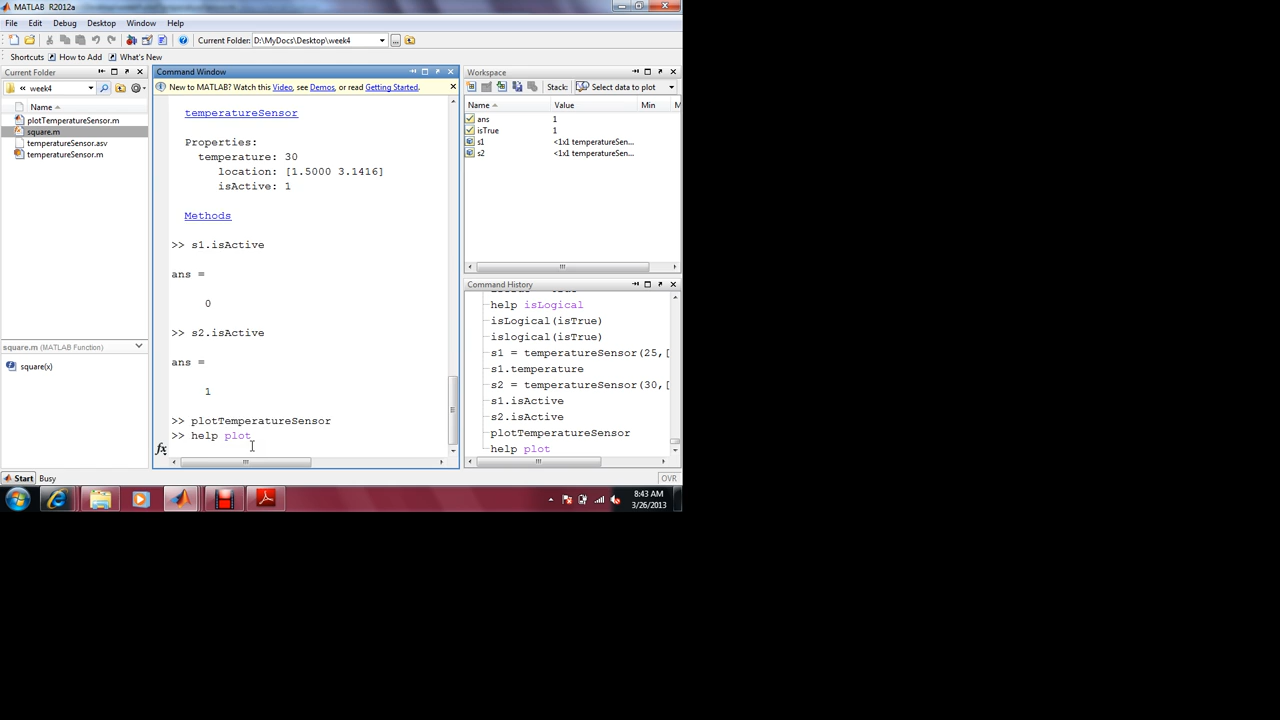 MATLAB R2012a
File Edit Debug Desktop Window Help
Current Folder: D:\MyDocs\Desktop\week4
Shortcuts How to Add What's New
Current Folder
« week4
Name
plotTemperatureSensor.m
square.m
temperatureSensor.asv
temperatureSensor.m
square.m (MATLAB Function)
square(x)
Command Window
New to MATLAB? Watch this Video, see Demos, or read Getting Started.
temperatureSensor
Properties:
temperature: 30
location: [1.5000 3.1416]
isActive: 1
Methods
>> s1.isActive
ans =
0
>> s2.isActive
ans =
1
>> plotTemperatureSensor
>> help plot
fx
Workspace
Stack: Select data to plot
Name Value Min M
ans 1
isTrue 1
s1 <1x1 temperatureSen...
s2 <1x1 temperatureSen...
Command History
help isLogical
isLogical(isTrue)
islogical(isTrue)
s1 = temperatureSensor(25,[
s1.temperature
s2 = temperatureSensor(30,[
s1.isActive
s2.isActive
plotTemperatureSensor
help plot
Start Busy
OVR
8:43 AM
3/26/2013